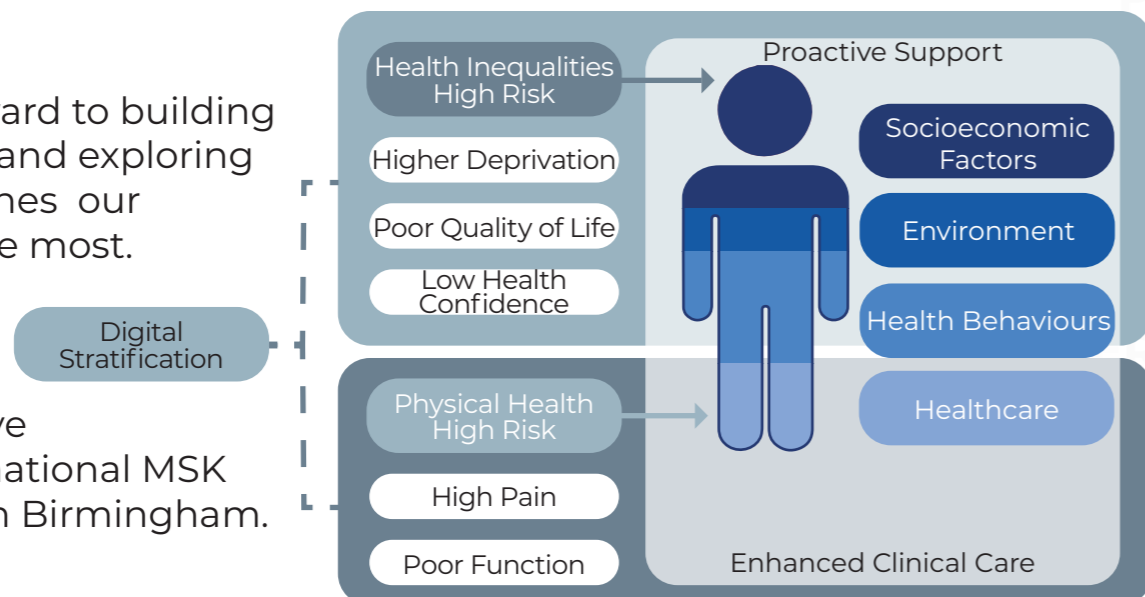 ard to building
and exploring
nes our
e most.
ve
national MSK
n Birmingham.
Digital
Stratification
Health Inequalities
High Risk
Higher Deprivation
Poor Quality of Life
Low Health
Confidence
Physical Health
High Risk
High Pain
Poor Function
Proactive Support
Socioeconomic
Factors
Environment
Health Behaviours
Healthcare
Enhanced Clinical Care